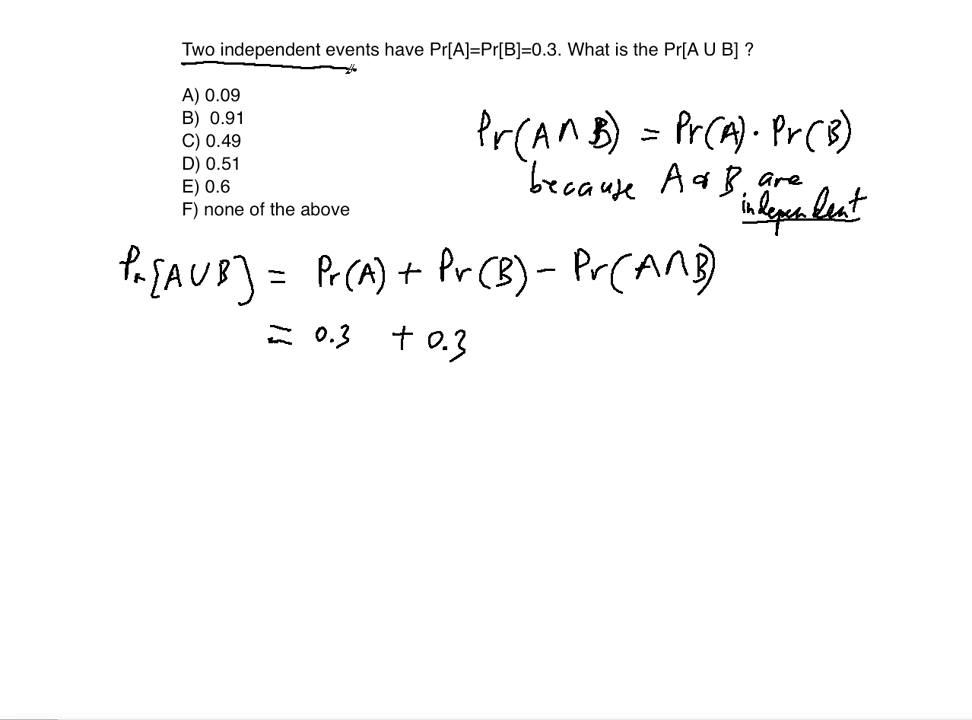 Two independent events have Pr[A]=Pr[B]=0.3. What is the Pr[A U B] ?
A) 0.09
B) 0.91
C) 0.49
D) 0.51
E) 0.6
F) none of the above
Pr(A ∩ B) = Pr(A) · Pr(B)
because A & B are
independent
Pr[A ∪ B] = Pr(A) + Pr(B) − Pr(A ∩ B)
= 0.3 + 0.3